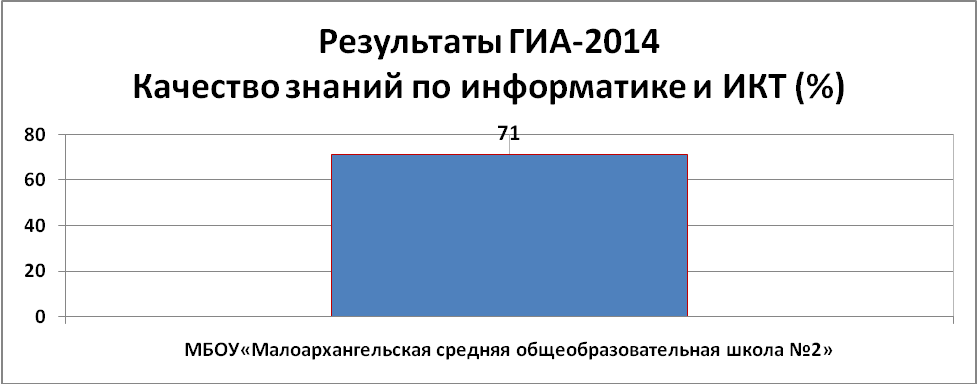 Результаты ГИА-2014
Качество знаний по информатике и ИКТ (%)
80
71
60
40
20
0
МБОУ«Малоархангельская средняя общеобразовательная школа №2»